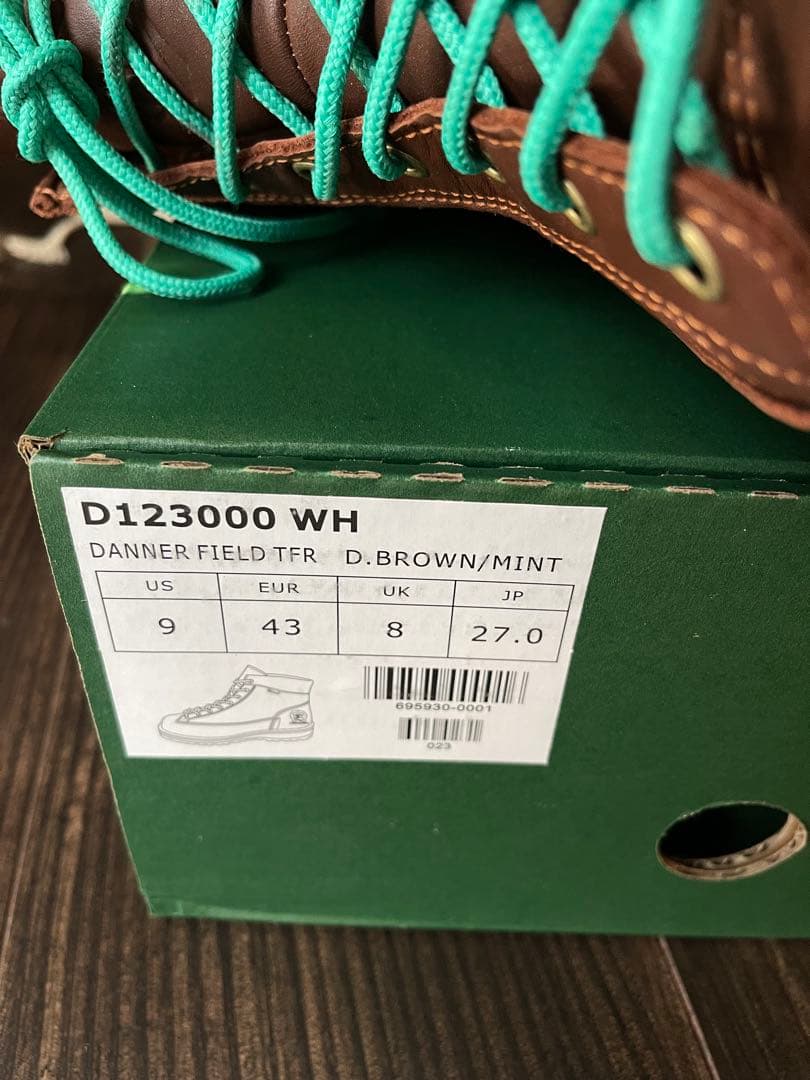 D123000 WH
DANNER FIELD TFR D.BROWN/MINT
US EUR UK JP
9 43 8 27.0
695930-0001
023